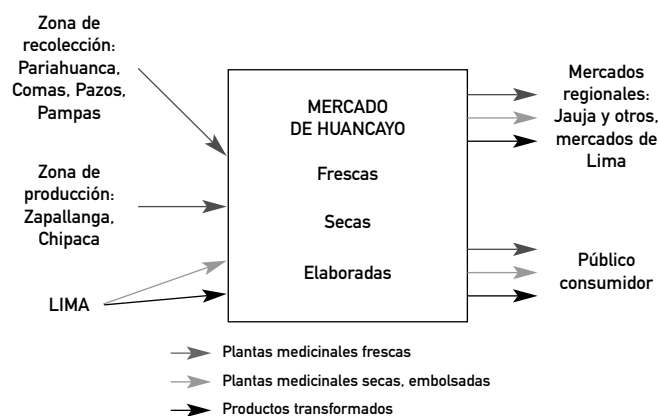 Zona de
recolección:
Pariahuanca,
Comas, Pazos,
Pampas
Zona de
producción:
Zapallanga,
Chipaca
LIMA
MERCADO
DE HUANCAYO
Frescas
Secas
Elaboradas
Mercados
regionales:
Jauja y otros,
mercados de
Lima
Público
consumidor
Plantas medicinales frescas
Plantas medicinales secas, embolsadas
Productos transformados